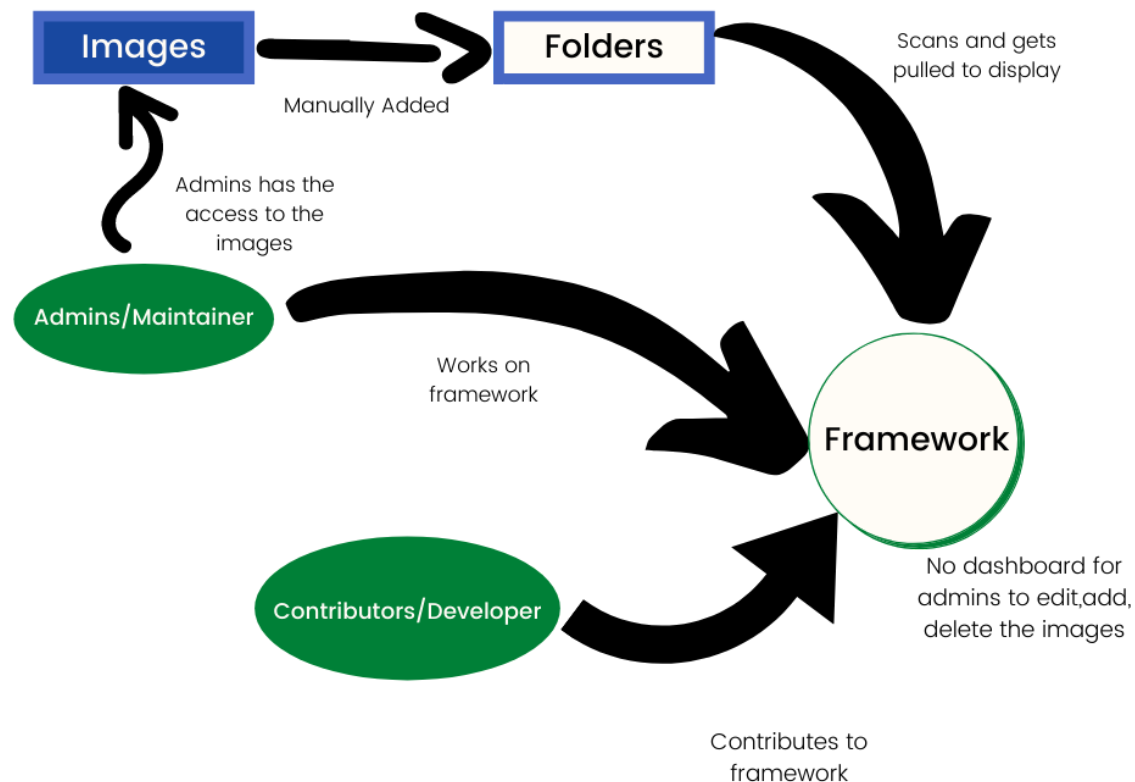 Images
Folders
Scans and gets
pulled to display
Manually Added
Admins has the
access to the
images
Admins/Maintainer
Works on
framework
Framework
No dashboard for
admins to edit,add,
delete the images
Contributors/Developer
Contributes to
framework